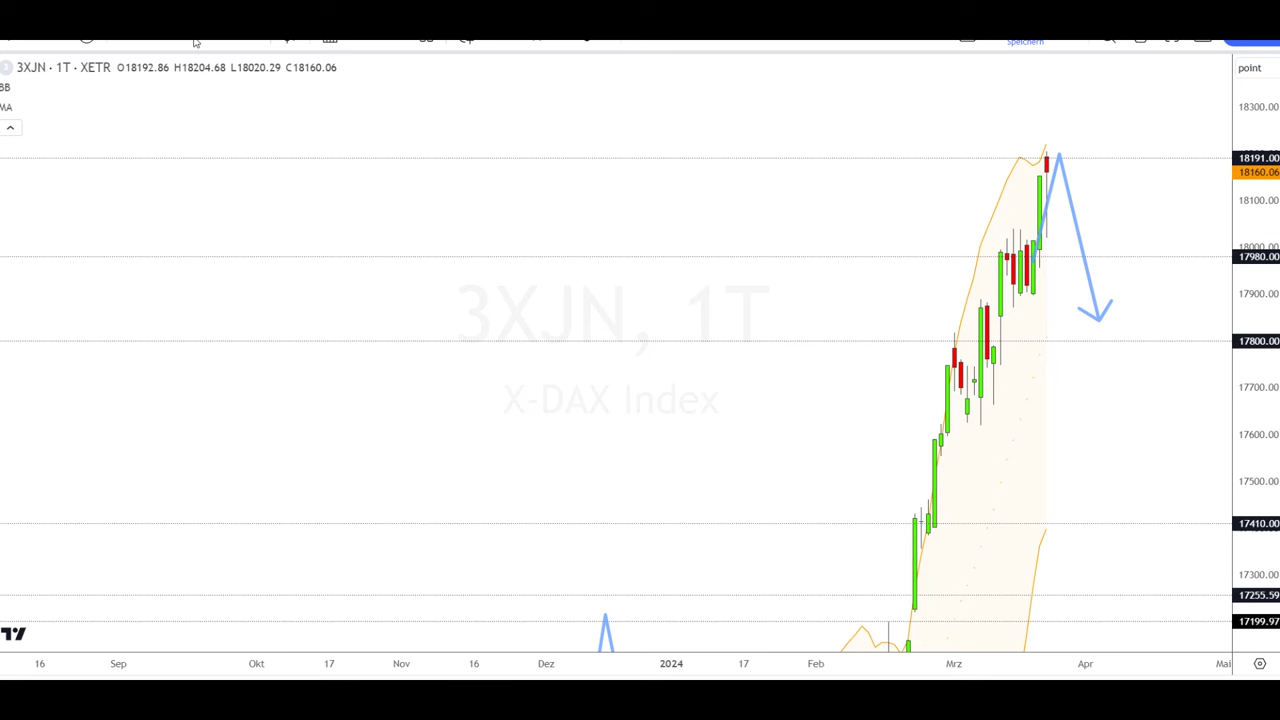 Speichern
3XJN · 1T · XETR O18192.86 H18204.68 L18020.29 C18160.06
point
BB
MA
18300.00
18191.00
18160.06
18100.00
18000.00
17980.00
17900.00
17800.00
17700.00
17600.00
17500.00
17410.00
17300.00
17255.59
17199.97
3XJN, 1T
X-DAX Index
16 Sep Okt 17 Nov 16 Dez 2024 17 Feb Mrz Apr Mai